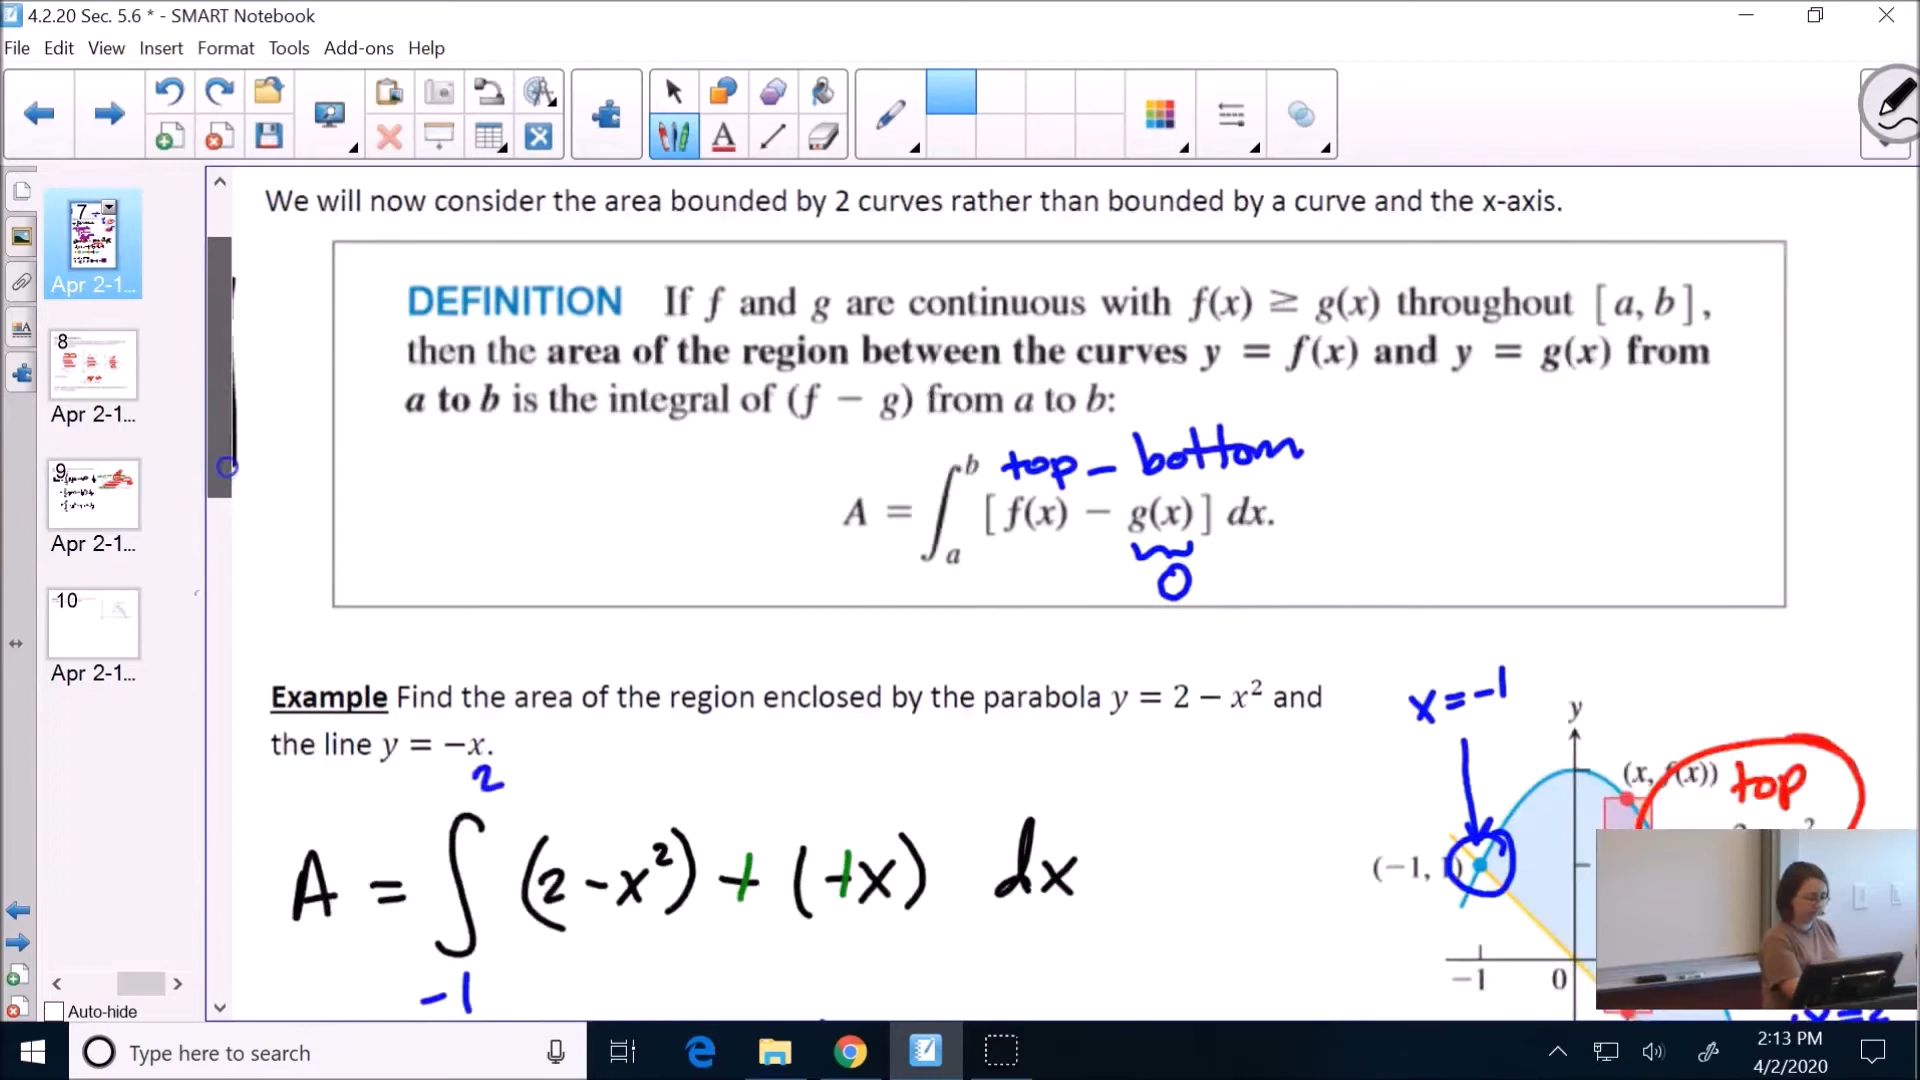 4.2.20 Sec. 5.6 * - SMART Notebook
File Edit View Insert Format Tools Add-ons Help
We will now consider the area bounded by 2 curves rather than bounded by a curve and the x-axis.
DEFINITION If f and g are continuous with f(x) ≥ g(x) throughout [a, b],
then the area of the region between the curves y = f(x) and y = g(x) from
a to b is the integral of (f − g) from a to b:
top - bottom
A = ∫_a^b [f(x) − g(x)] dx.
0
Example Find the area of the region enclosed by the parabola y = 2 − x² and
the line y = −x.
A = ∫_{-1}^{2} (2 - x²) + (+x) dx
x = -1
y
(x, f(x))
top
(−1, 1)
−1
0
7
Apr 2-1...
8
Apr 2-1...
9
Apr 2-1...
10
Apr 2-1...
Auto-hide
Type here to search
2:13 PM
4/2/2020